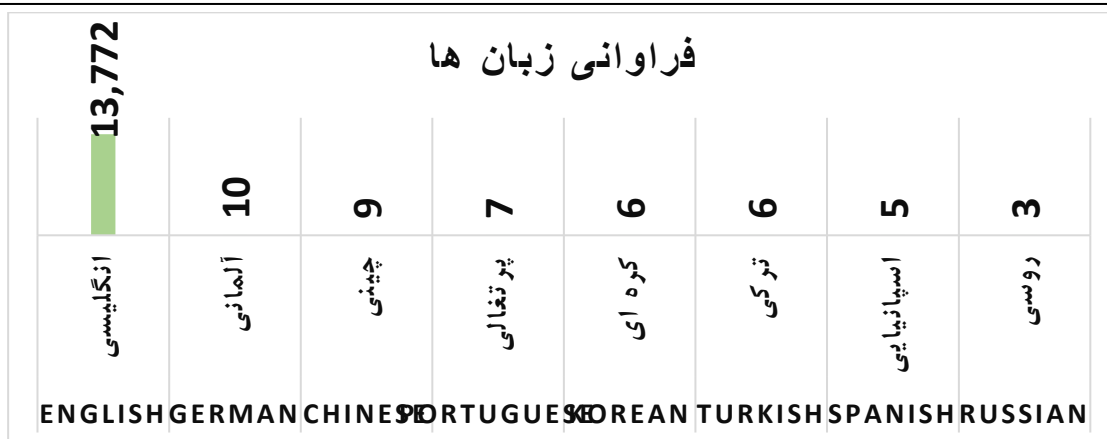 فراوانی زبان ها
13,772
10
9
7
6
6
5
3
انگلیسی
آلمانی
چینی
پرتغالی
کره ای
ترکی
اسپانیایی
روسی
ENGLISH
GERMAN
CHINESE
PORTUGUESE
KOREAN
TURKISH
SPANISH
RUSSIAN